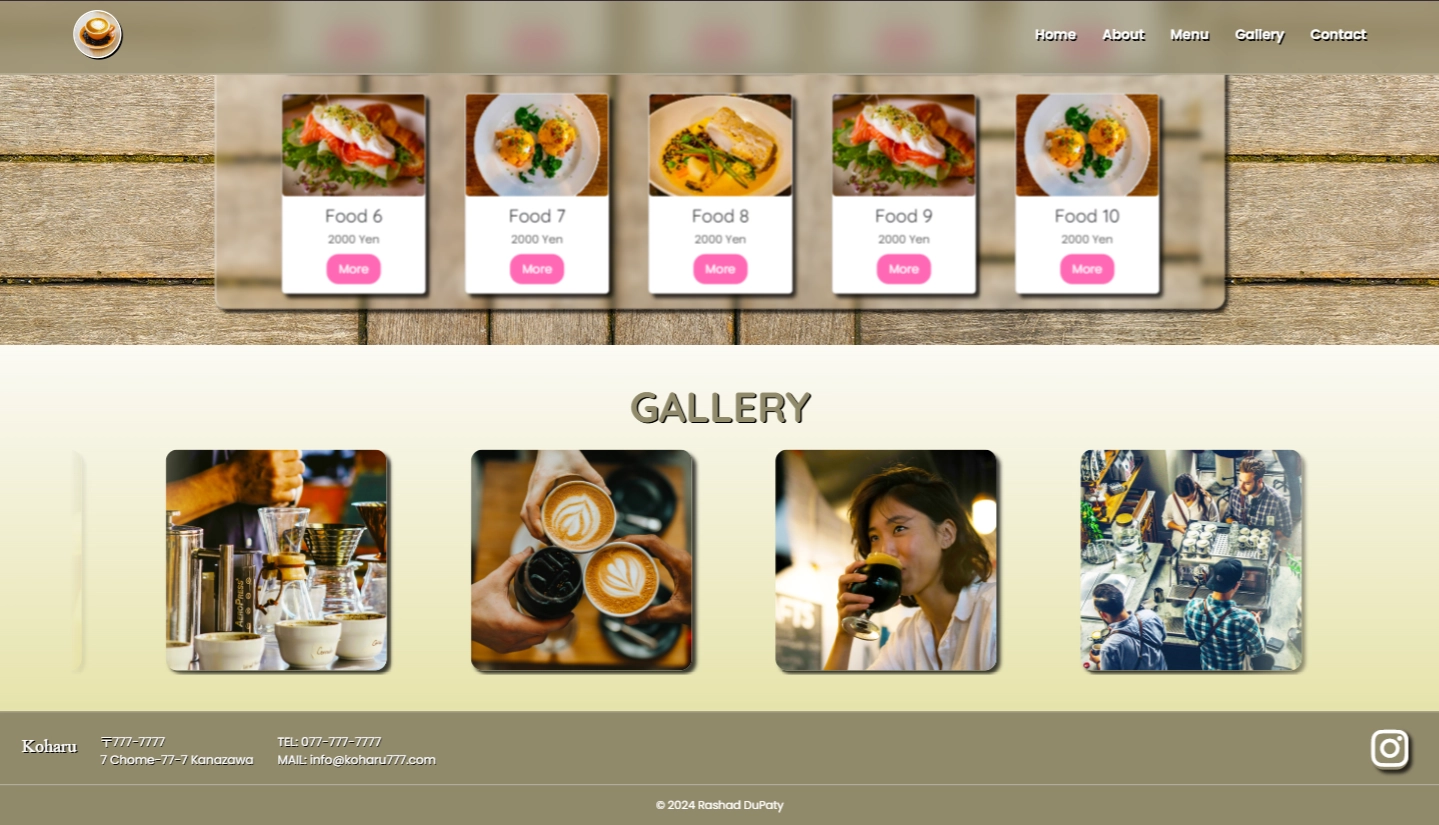 Home About Menu Gallery Contact
Food 6 Food 7 Food 8 Food 9 Food 10
2000 Yen 2000 Yen 2000 Yen 2000 Yen 2000 Yen
More More More More More
GALLERY
AEROPRESS
Koharu
〒777-7777 TEL: 077-777-7777
7 Chome-77-7 Kanazawa MAIL: info@koharu777.com
© 2024 Rashad DuPaty